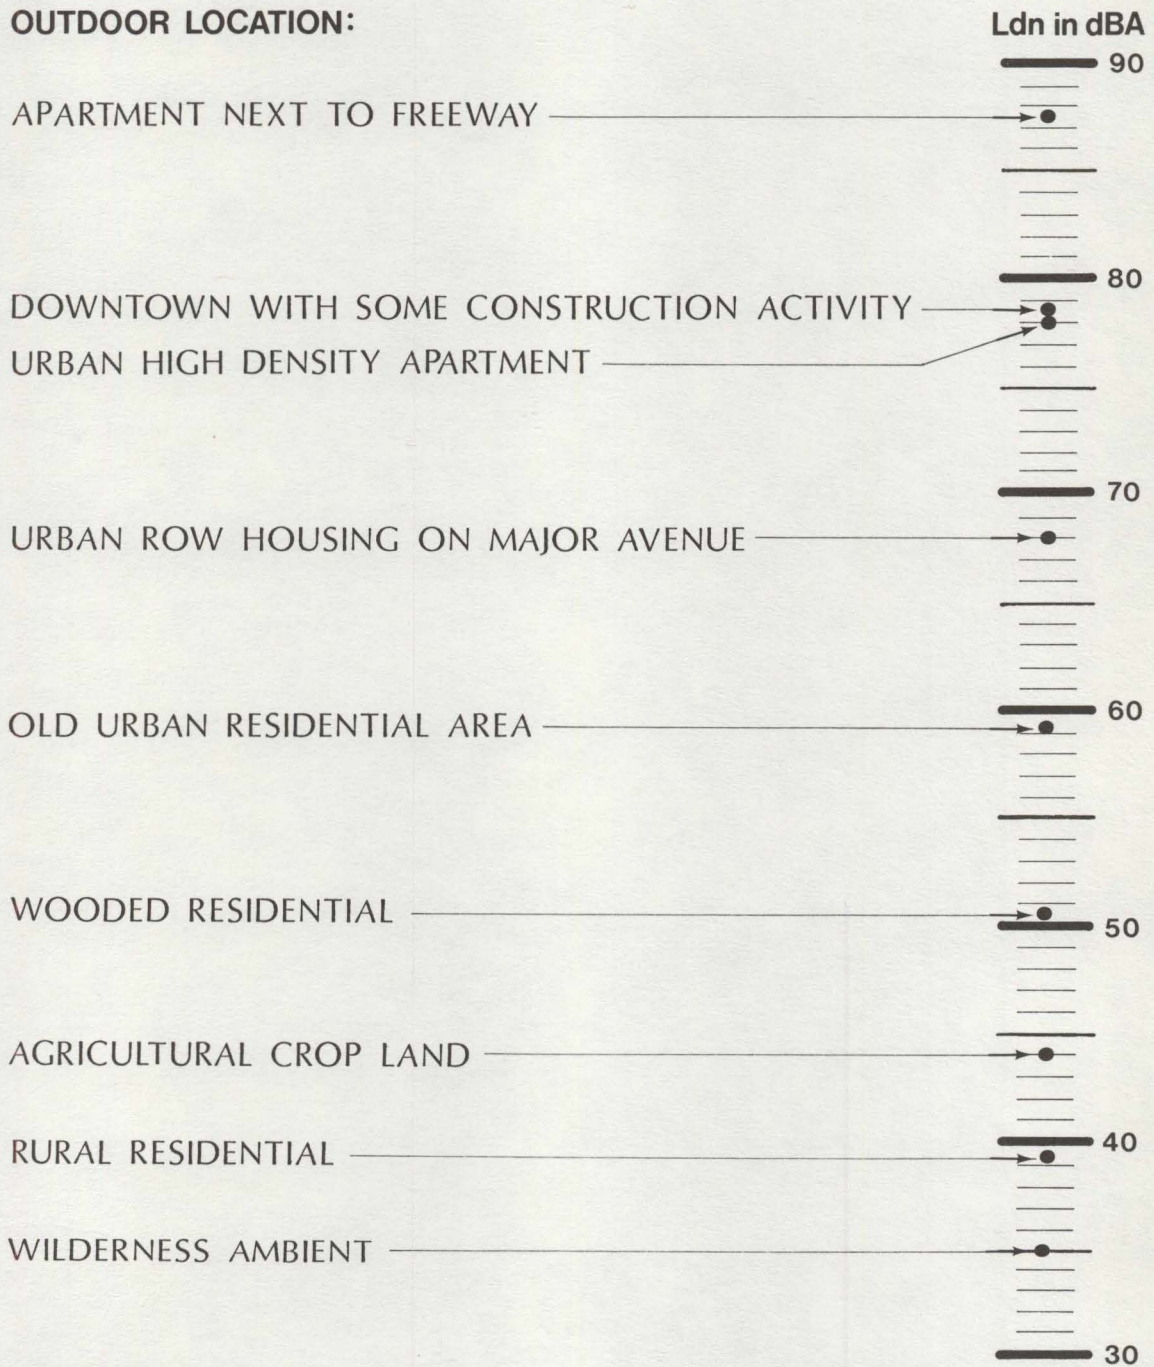 OUTDOOR LOCATION: Ldn in dBA
90
APARTMENT NEXT TO FREEWAY
80
DOWNTOWN WITH SOME CONSTRUCTION ACTIVITY
URBAN HIGH DENSITY APARTMENT
70
URBAN ROW HOUSING ON MAJOR AVENUE
60
OLD URBAN RESIDENTIAL AREA
WOODED RESIDENTIAL
50
AGRICULTURAL CROP LAND
40
RURAL RESIDENTIAL
WILDERNESS AMBIENT
30